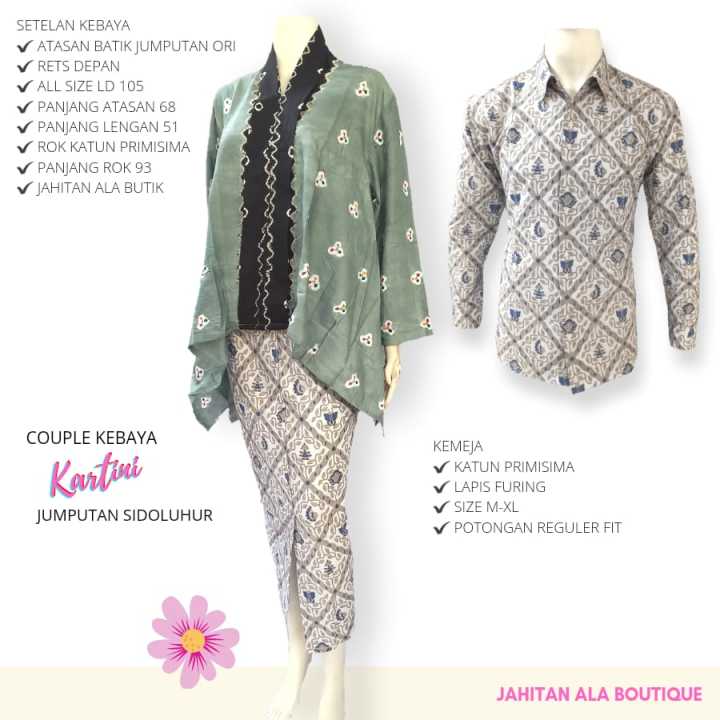 SETELAN KEBAYA
✔ ATASAN BATIK JUMPUTAN ORI
✔ RETS DEPAN
✔ ALL SIZE LD 105
✔ PANJANG ATASAN 68
✔ PANJANG LENGAN 51
✔ ROK KATUN PRIMISIMA
✔ PANJANG ROK 93
✔ JAHITAN ALA BUTIK
COUPLE KEBAYA
Kartini
JUMPUTAN SIDOLUHUR
KEMEJA
✔ KATUN PRIMISIMA
✔ LAPIS FURING
✔ SIZE M-XL
✔ POTONGAN REGULER FIT
JAHITAN ALA BOUTIQUE